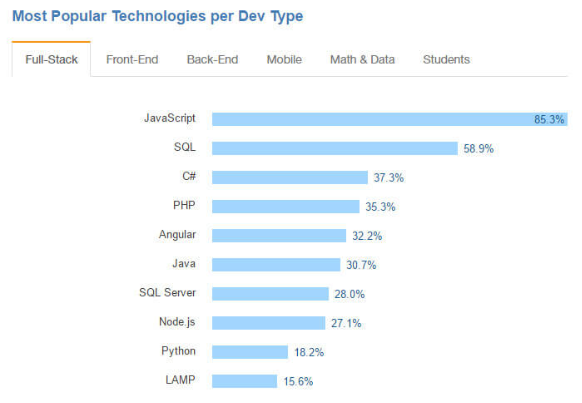 Most Popular Technologies per Dev Type
Full-Stack Front-End Back-End Mobile Math & Data Students
JavaScript 85.3%
SQL 58.9%
C# 37.3%
PHP 35.3%
Angular 32.2%
Java 30.7%
SQL Server 28.0%
Node.js 27.1%
Python 18.2%
LAMP 15.6%